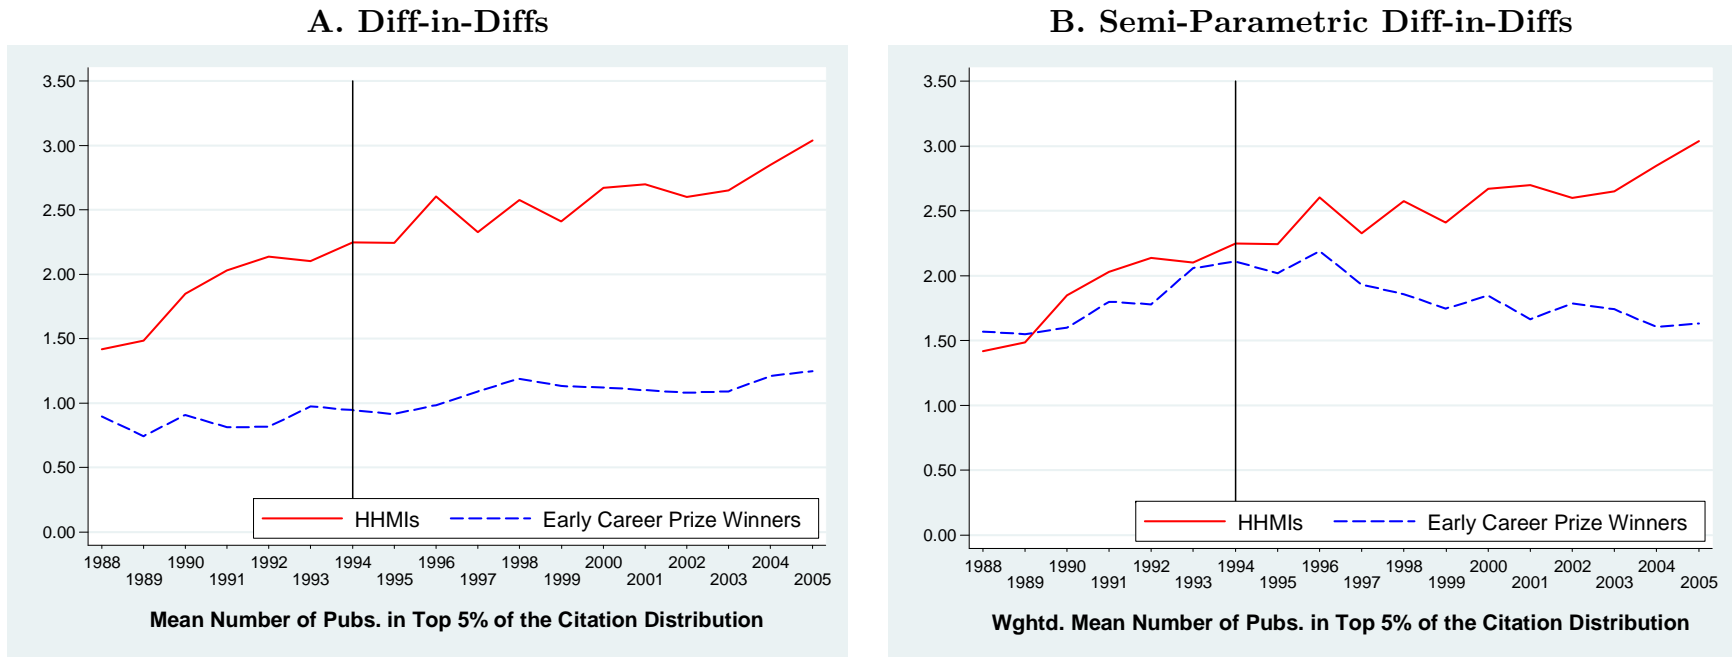 A. Diff-in-Diffs
3.50
3.00
2.50
2.00
1.50
1.00
0.50
0.00
HHMIs Early Career Prize Winners
1988 1990 1992 1994 1996 1998 2000 2002 2004
1989 1991 1993 1995 1997 1999 2001 2003 2005
Mean Number of Pubs. in Top 5% of the Citation Distribution
B. Semi-Parametric Diff-in-Diffs
3.50
3.00
2.50
2.00
1.50
1.00
0.50
0.00
HHMIs Early Career Prize Winners
1988 1990 1992 1994 1996 1998 2000 2002 2004
1989 1991 1993 1995 1997 1999 2001 2003 2005
Wghtd. Mean Number of Pubs. in Top 5% of the Citation Distribution